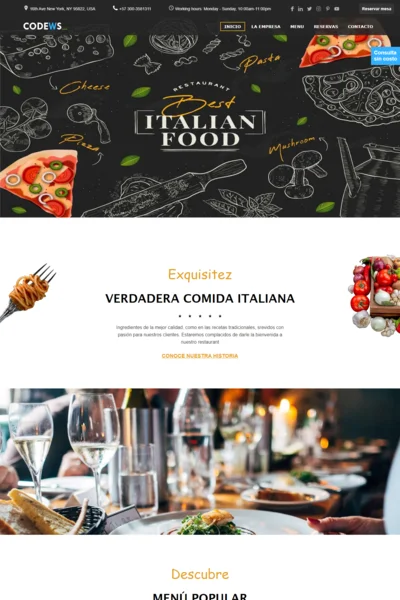 55th Ave New York, NY 90822, USA
+57 300 2061311
Working hours: Monday - Sunday, 10.00am-11:00pm
Reservar mesa
CODEWS
INICIO
LA EMPRESA
MENU
RESERVAS
CONTACTO
Consulta
sin costo
Pasta
Cheese
RESTAURANT
Best
ITALIAN
FOOD
Pizza
Mushroom
Exquisitez
VERDADERA COMIDA ITALIANA
Ingredientes de la mejor calidad, como en las recetas tradicionales, servidos con
pasión para nuestros clientes. Estaremos complacidos de darle la bienvenida a
nuestro restaurant
CONOCE NUESTRA HISTORIA
Descubre
MENÚ POPULAR